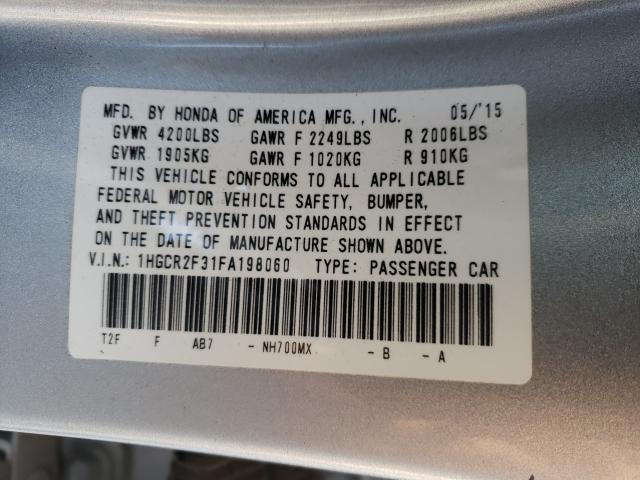 MFD. BY HONDA OF AMERICA MFG., INC. 05/'15
GVWR 4200LBS GAWR F 2249LBS R 2006LBS
GVWR 1905KG GAWR F 1020KG R 910KG
THIS VEHICLE CONFORMS TO ALL APPLICABLE
FEDERAL MOTOR VEHICLE SAFETY, BUMPER,
AND THEFT PREVENTION STANDARDS IN EFFECT
ON THE DATE OF MANUFACTURE SHOWN ABOVE.
V.I.N.: 1HGCR2F31FA198060 TYPE: PASSENGER CAR
T2F F AB7 - NH700MX - B - A